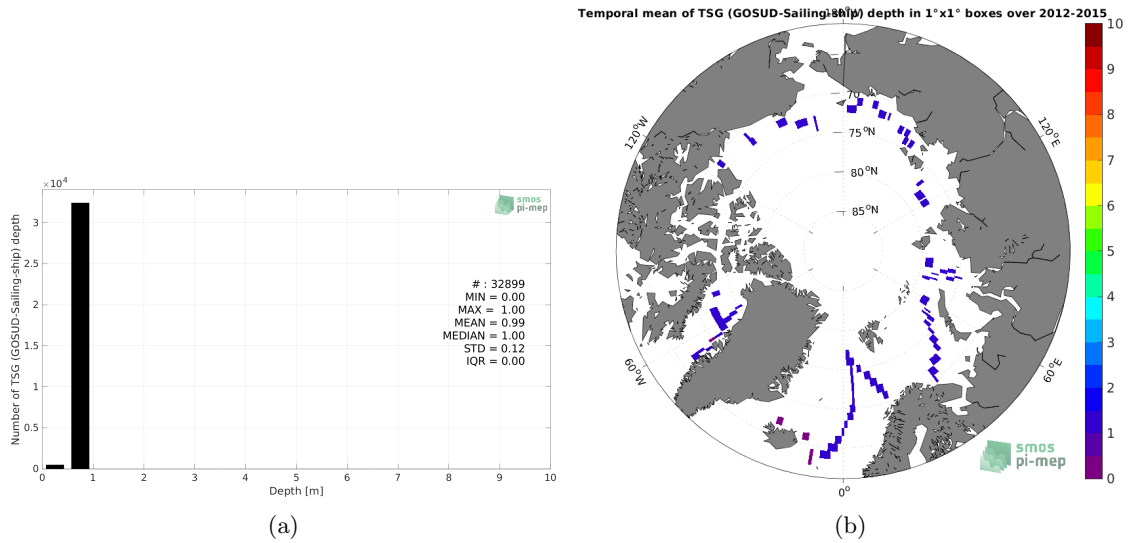 Temporal mean of TSG (GOSUD-Sailing-ship) depth in 1°x1° boxes over 2012-2015
180°W
120°W
120°E
60°W
60°E
0°
70
75°N
80°N
85°N
10
9
8
7
6
5
4
3
2
1
0
smos
pi-mep
×10⁴
3
2.5
2
1.5
1
0.5
0
Number of TSG (GOSUD-Sailing-ship) depth
smos
pi-mep
# : 32899
MIN = 0.00
MAX = 1.00
MEAN = 0.99
MEDIAN = 1.00
STD = 0.12
IQR = 0.00
0 1 2 3 4 5 6 7 8 9 10
Depth [m]
(a)
(b)